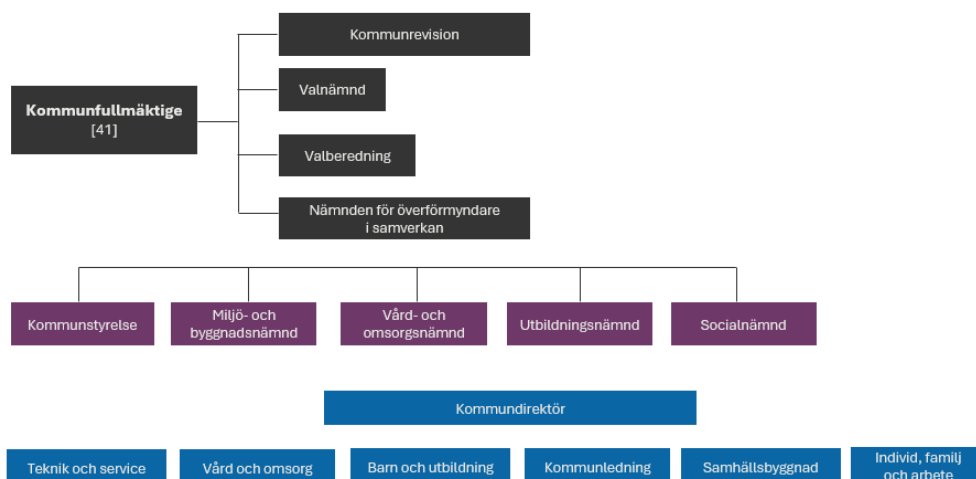 Kommunrevision
Valnämnd
Kommunfullmäktige
[41]
Valberedning
Nämnden för överförmyndare
i samverkan
Kommunstyrelse
Miljö- och
byggnadsnämnd
Vård- och
omsorgsnämnd
Utbildningsnämnd
Socialnämnd
Kommundirektör
Teknik och service
Vård och omsorg
Barn och utbildning
Kommunledning
Samhällsbyggnad
Individ, familj
och arbete